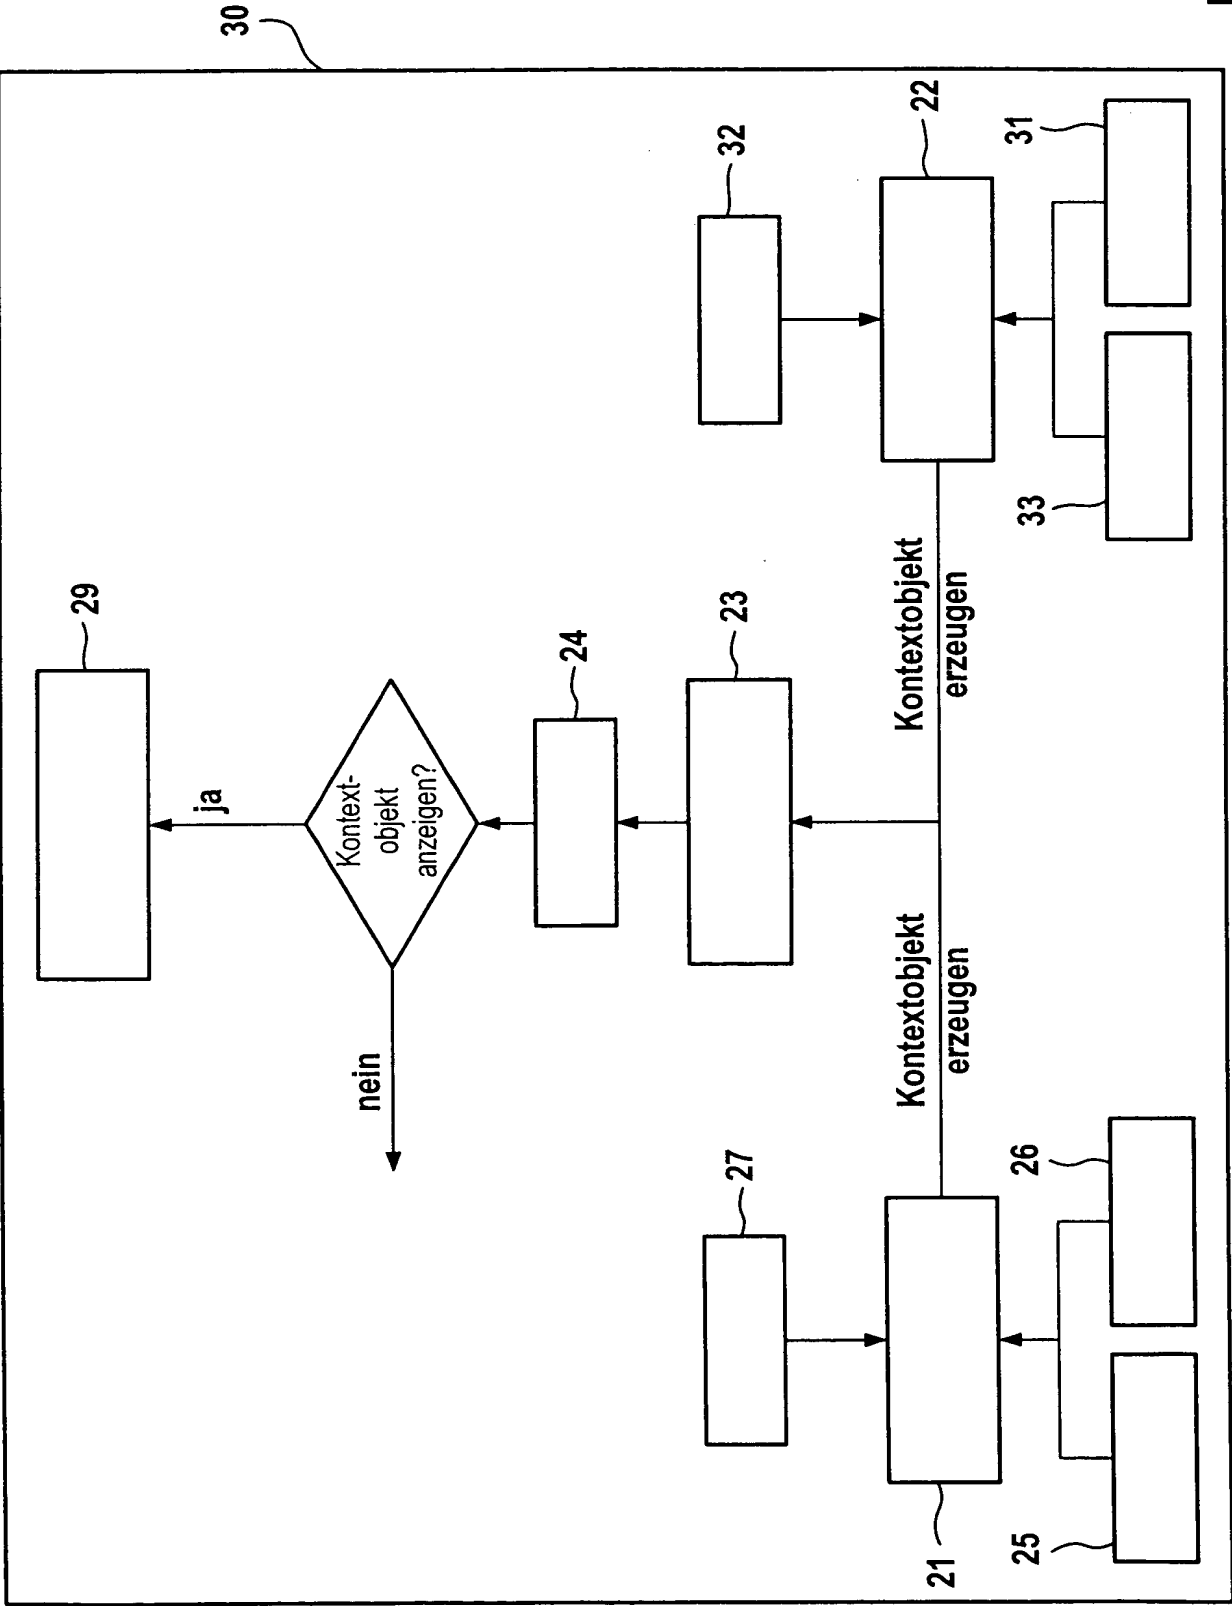 30
29
ja
Kontext-
objekt
anzeigen?
nein
24
23
27
32
Kontextobjekt
erzeugen
Kontextobjekt
erzeugen
21
22
25
26
33
31